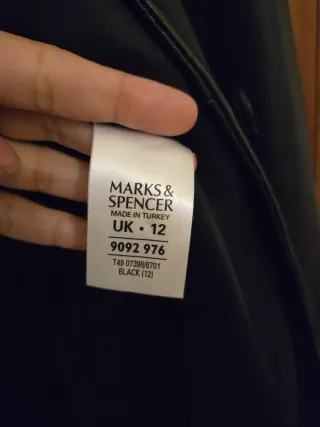 MARKS &
SPENCER
MADE IN TURKEY
UK • 12
9092 976
T49 07398/6701
BLACK (12)